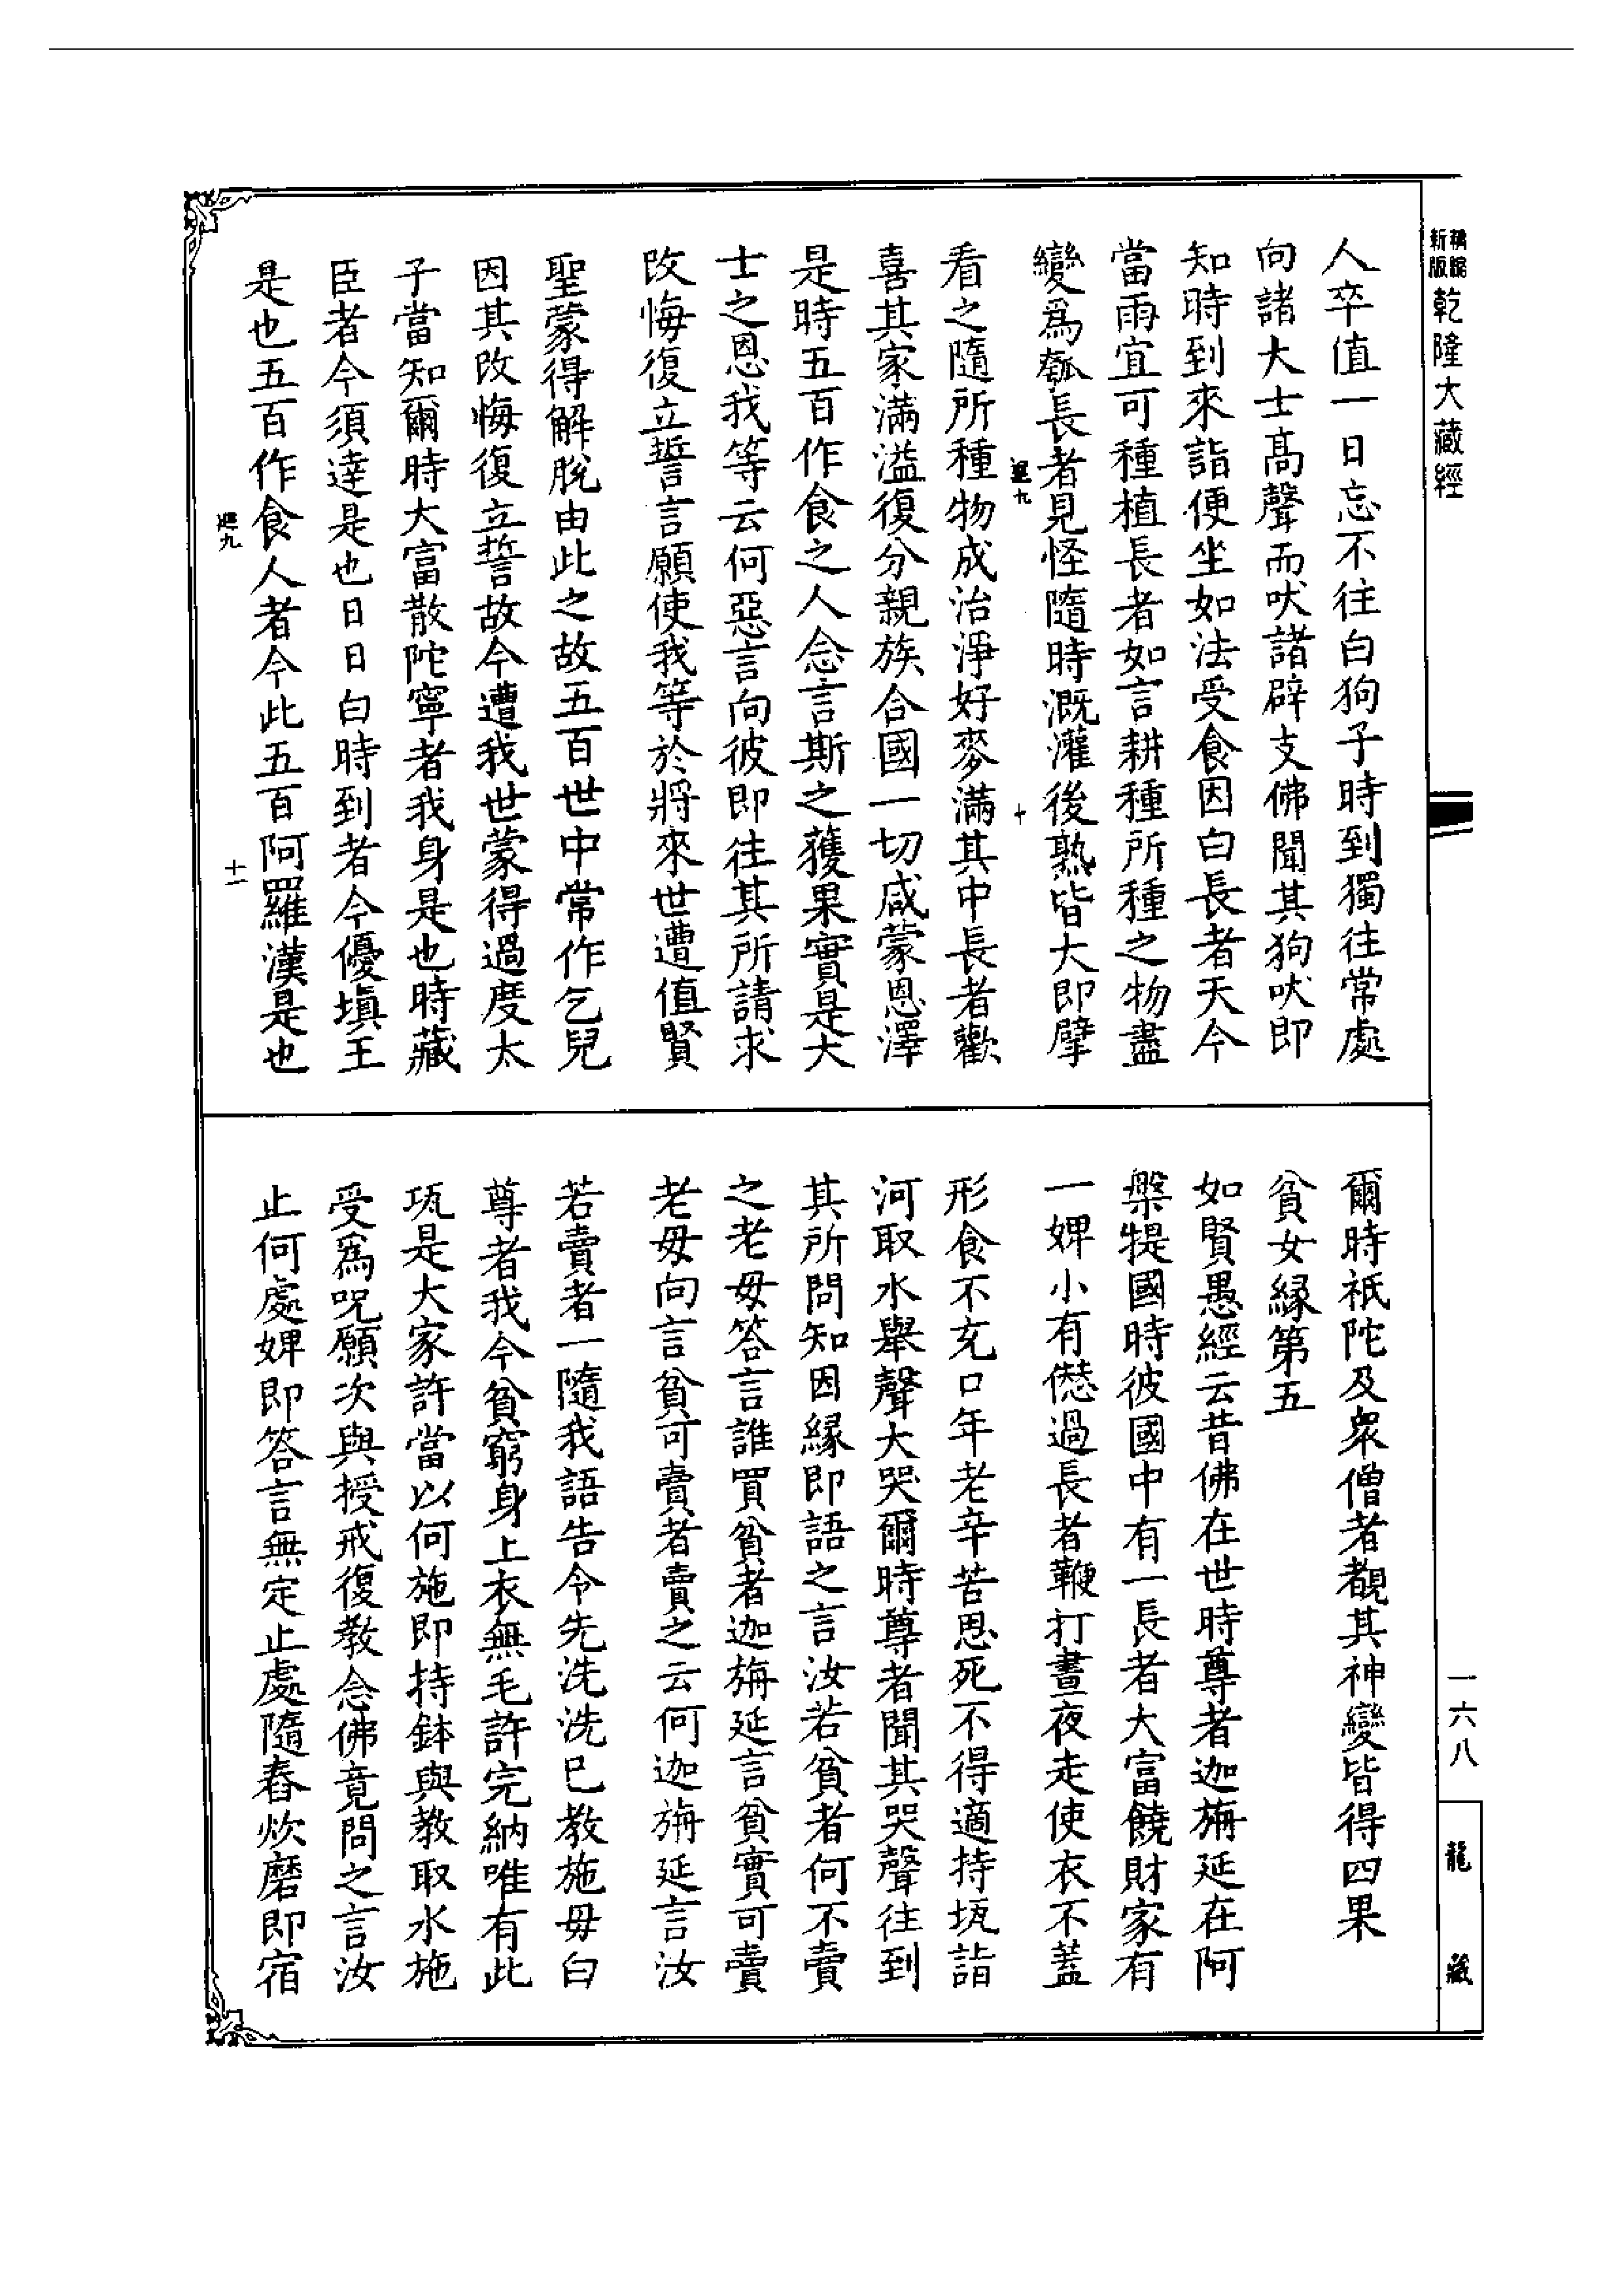 新編
縮版
乾隆大藏經
人卒值一日忘不往白狗子時到獨往常處
向諸大士高聲而吠諸辟支佛聞其狗吠即
知時到來詣便坐如法受食因白長者天今
當雨宜可種植長者如言耕種所種之物盡
變為瓠長者見怪隨時溉灌後熟皆大即擘
看之隨所種物成治淨好麥滿其中長者歡
喜其家滿溢復分親族合國一切咸蒙恩澤
是時五百作食之人念言斯之獲果實是大
士之恩我等云何惡言向彼即往其所請求
改悔復立誓言願使我等於將來世遭值賢
聖蒙得解脫由此之故五百世中常作乞兒
因其改悔復立誓故今遭我世蒙得過度太
子當知爾時大富散陀寧者我身是也時藏
臣者今須達是也日日白時到者今優填王
是也五百作食人者今此五百阿羅漢是也
爾時祇陀及眾僧者覩其神變皆得四果
貧女緣第五
如賢愚經云昔佛在世時尊者迦旃延在阿
槃提國時彼國中有一長者大富饒財家有
一婢小有僁過長者鞭打晝夜走使衣不蓋
形食不充口年老辛苦思死不得適持瓨詣
河取水舉聲大哭爾時尊者聞其哭聲往到
其所問知因緣即語之言汝若貧者何不賣
之老母答言誰買貧者迦旃延言貧實可賣
老母向言貧可賣者賣之云何迦旃延言汝
若賣者一隨我語告令先洗洗已教施母白
尊者我今貧窮身上衣無毛許完納唯有此
瓨是大家許當以何施即持鉢與教取水施
受為呪願次與授戒復教念佛竟問之言汝
止何處婢即答言無定止處隨舂炊磨即宿
一六八
龍藏